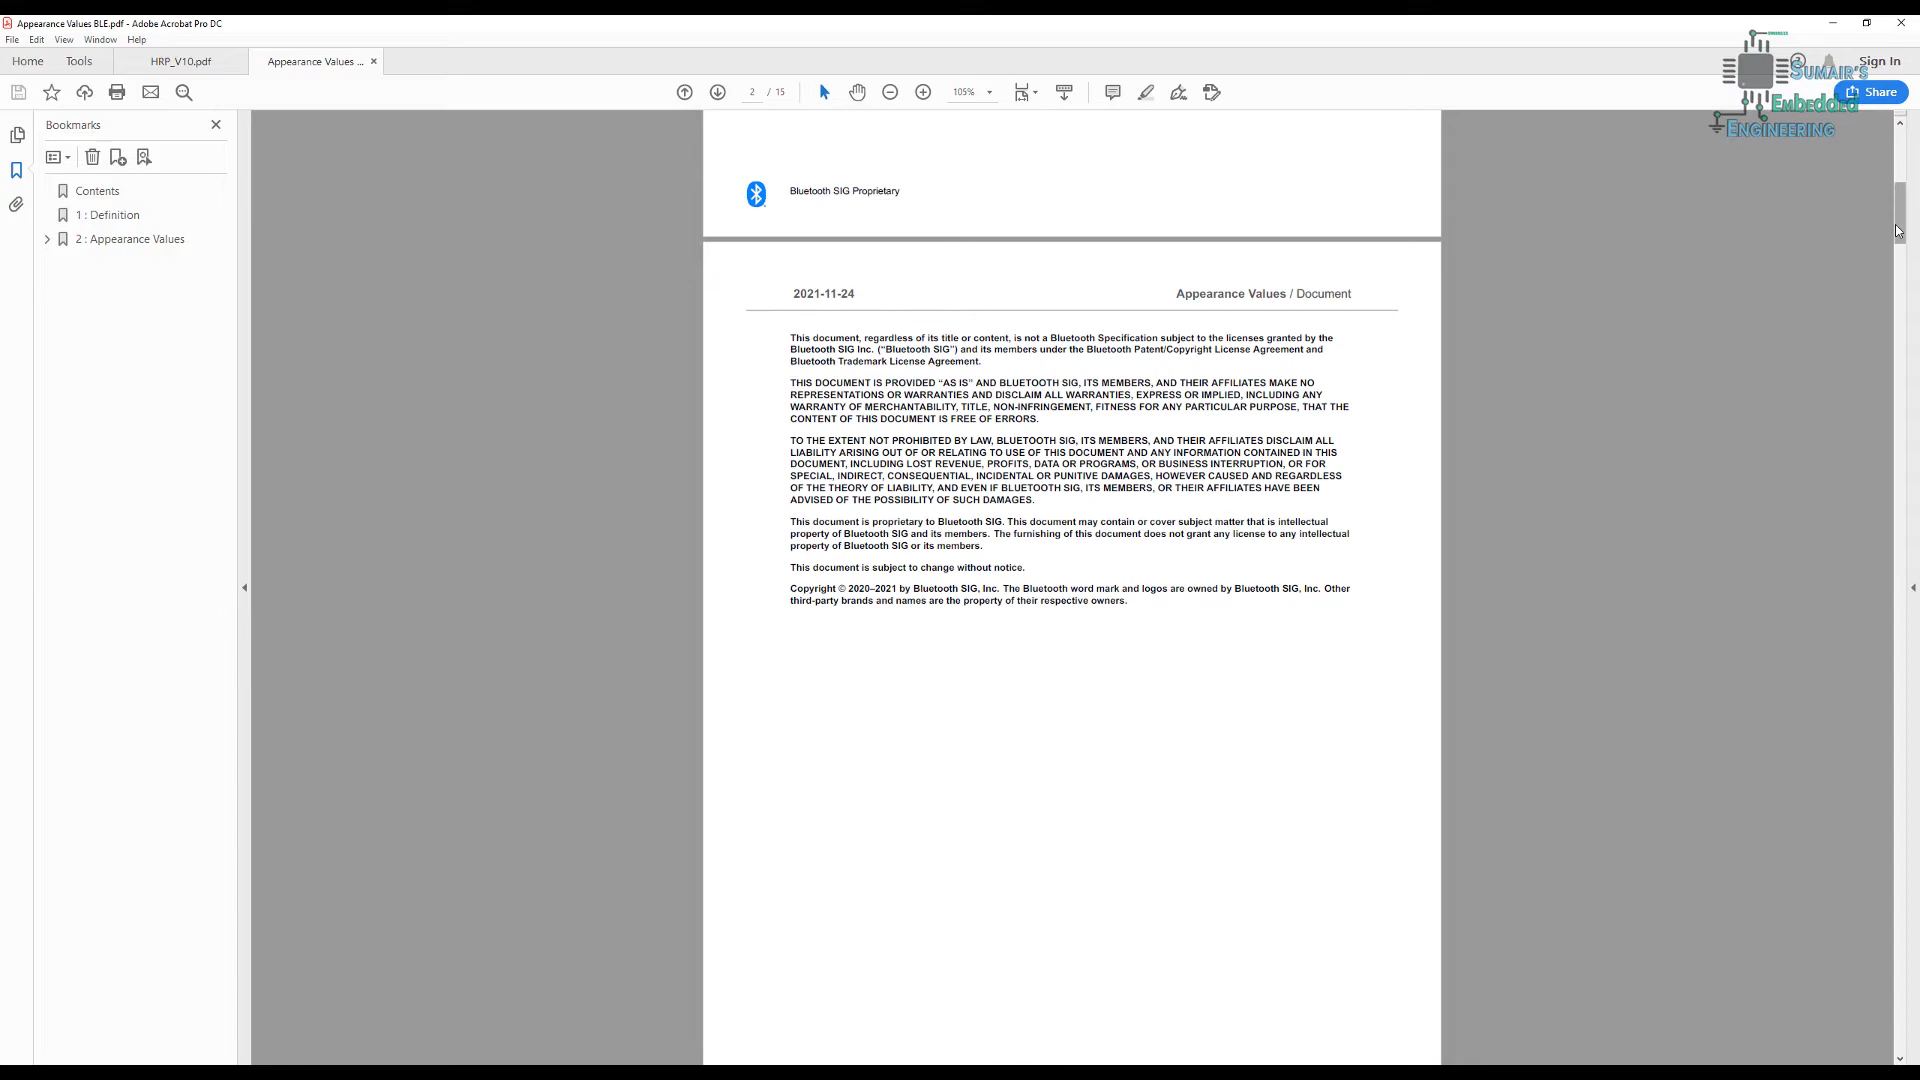 Appearance Values BLE.pdf - Adobe Acrobat Pro DC
File Edit View Window Help
Home Tools HRP_V10.pdf Appearance Values ... ×
Sign In
2 / 15 105%
Share
SUMAIR'S
EMBEDDED
ENGINEERING
Bookmarks
Contents
1 : Definition
2 : Appearance Values
Bluetooth SIG Proprietary
2021-11-24 Appearance Values / Document
This document, regardless of its title or content, is not a Bluetooth Specification subject to the licenses granted by the
Bluetooth SIG Inc. (“Bluetooth SIG”) and its members under the Bluetooth Patent/Copyright License Agreement and
Bluetooth Trademark License Agreement.
THIS DOCUMENT IS PROVIDED “AS IS” AND BLUETOOTH SIG, ITS MEMBERS, AND THEIR AFFILIATES MAKE NO
REPRESENTATIONS OR WARRANTIES AND DISCLAIM ALL WARRANTIES, EXPRESS OR IMPLIED, INCLUDING ANY
WARRANTY OF MERCHANTABILITY, TITLE, NON-INFRINGEMENT, FITNESS FOR ANY PARTICULAR PURPOSE, THAT THE
CONTENT OF THIS DOCUMENT IS FREE OF ERRORS.
TO THE EXTENT NOT PROHIBITED BY LAW, BLUETOOTH SIG, ITS MEMBERS, AND THEIR AFFILIATES DISCLAIM ALL
LIABILITY ARISING OUT OF OR RELATING TO USE OF THIS DOCUMENT AND ANY INFORMATION CONTAINED IN THIS
DOCUMENT, INCLUDING LOST REVENUE, PROFITS, DATA OR PROGRAMS, OR BUSINESS INTERRUPTION, OR FOR
SPECIAL, INDIRECT, CONSEQUENTIAL, INCIDENTAL OR PUNITIVE DAMAGES, HOWEVER CAUSED AND REGARDLESS
OF THE THEORY OF LIABILITY, AND EVEN IF BLUETOOTH SIG, ITS MEMBERS, OR THEIR AFFILIATES HAVE BEEN
ADVISED OF THE POSSIBILITY OF SUCH DAMAGES.
This document is proprietary to Bluetooth SIG. This document may contain or cover subject matter that is intellectual
property of Bluetooth SIG and its members. The furnishing of this document does not grant any license to any intellectual
property of Bluetooth SIG or its members.
This document is subject to change without notice.
Copyright © 2020–2021 by Bluetooth SIG, Inc. The Bluetooth word mark and logos are owned by Bluetooth SIG, Inc. Other
third-party brands and names are the property of their respective owners.